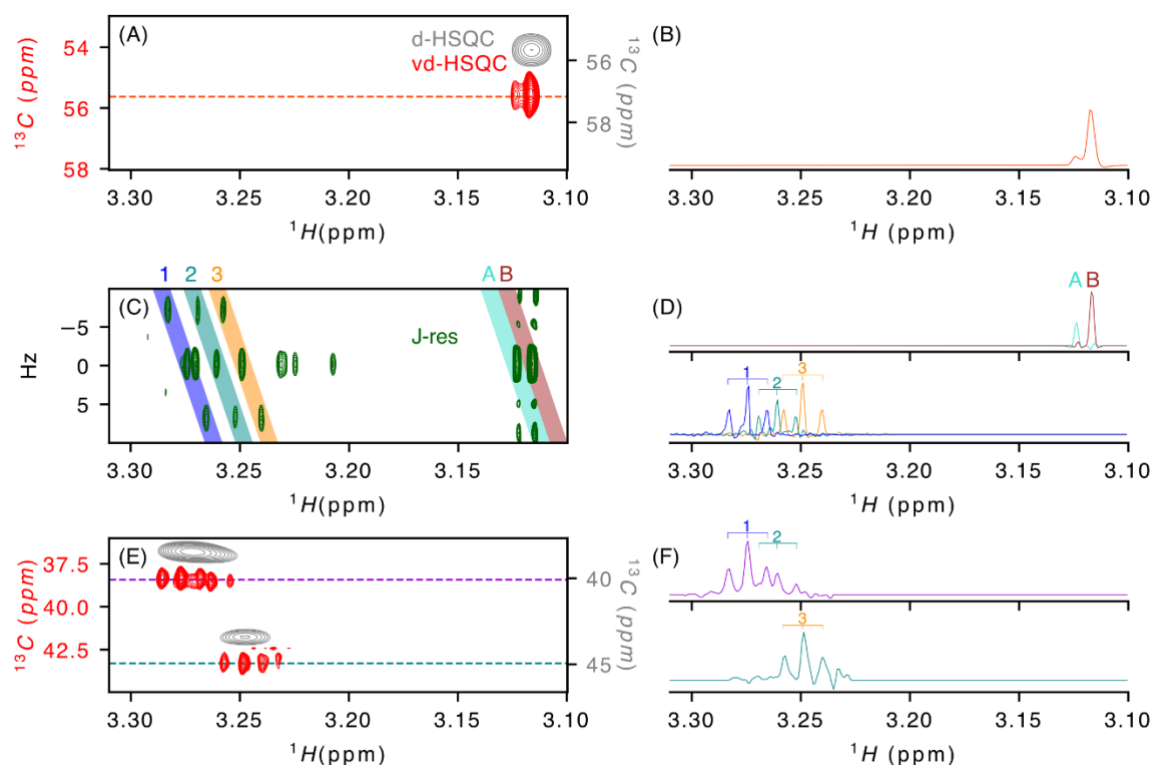 (A)
d-HSQC
vd-HSQC
54
56
58
¹³C (ppm)
56
58
¹³C (ppm)
3.30 3.25 3.20 3.15 3.10
¹H(ppm)
(B)
3.30 3.25 3.20 3.15 3.10
¹H (ppm)
1 2 3 A B
(C)
J-res
−5
0
5
Hz
3.30 3.25 3.20 3.15 3.10
¹H(ppm)
(D)
A B
1
2
3
3.30 3.25 3.20 3.15 3.10
¹H (ppm)
(E)
37.5
40.0
42.5
¹³C (ppm)
40
45
¹³C (ppm)
3.30 3.25 3.20 3.15 3.10
¹H(ppm)
(F)
1
2
3
3.30 3.25 3.20 3.15 3.10
¹H (ppm)